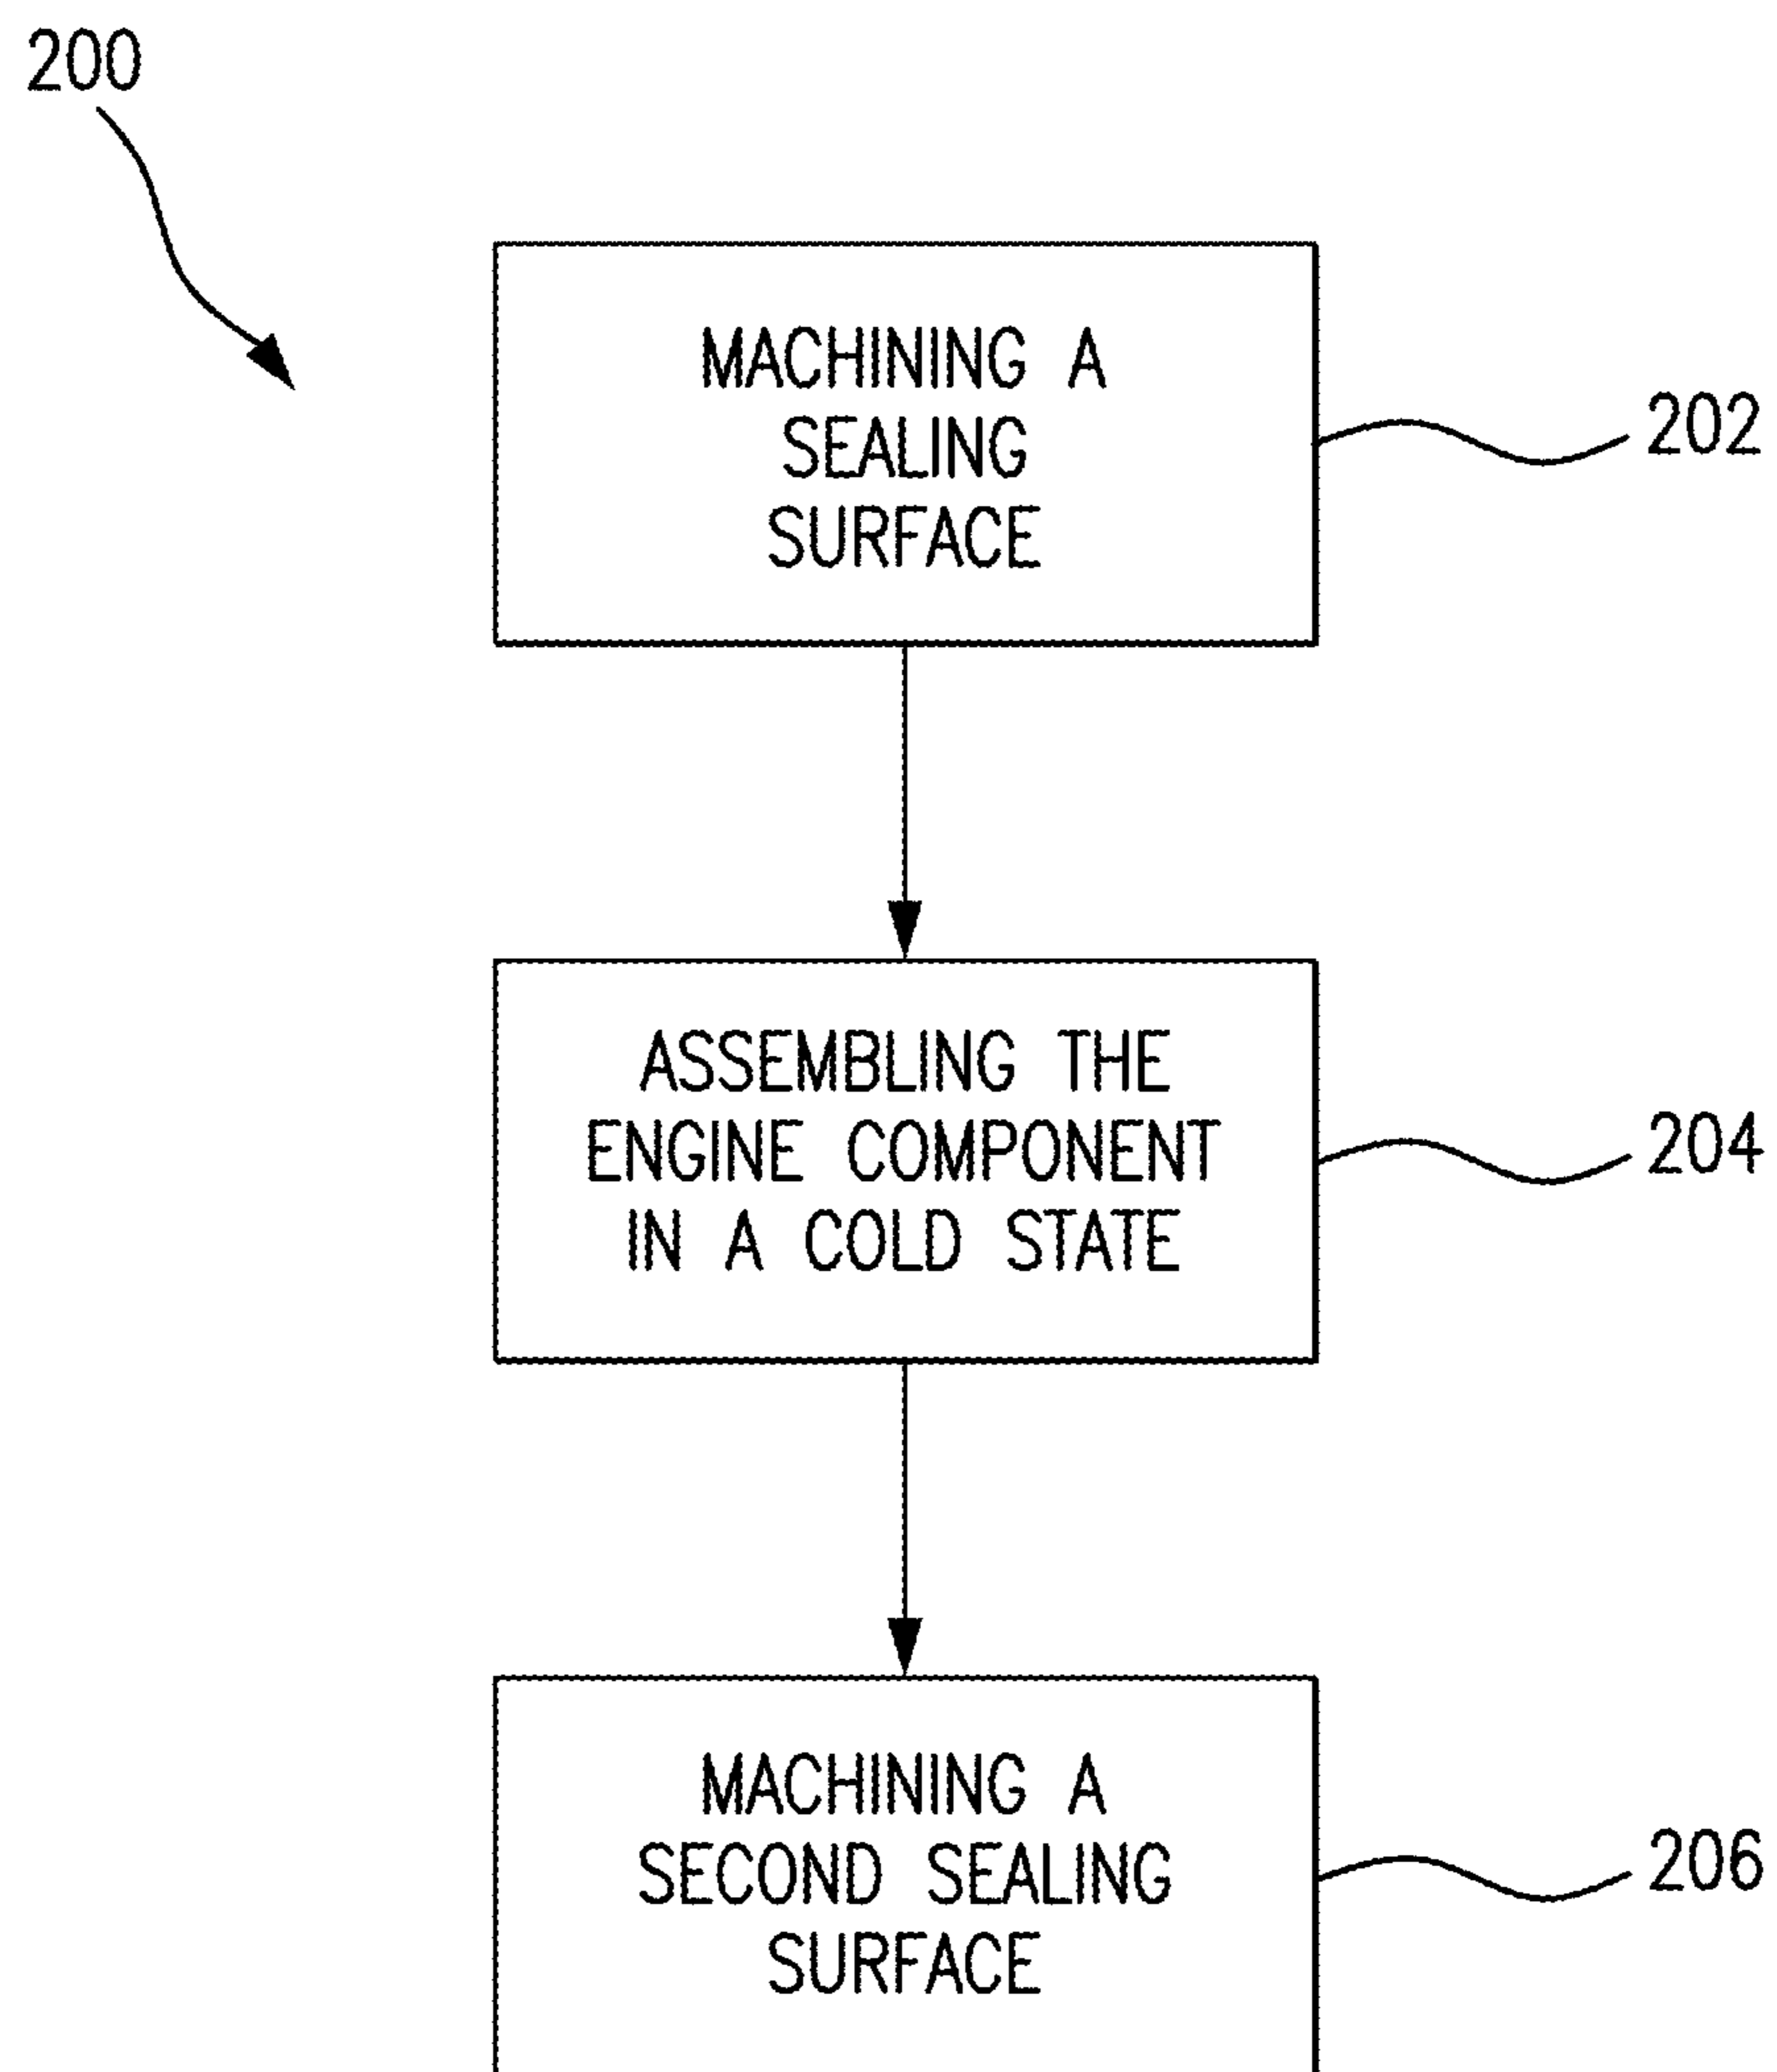 200
MACHINING A
SEALING
SURFACE
202
ASSEMBLING THE
ENGINE COMPONENT
IN A COLD STATE
204
MACHINING A
SECOND SEALING
SURFACE
206